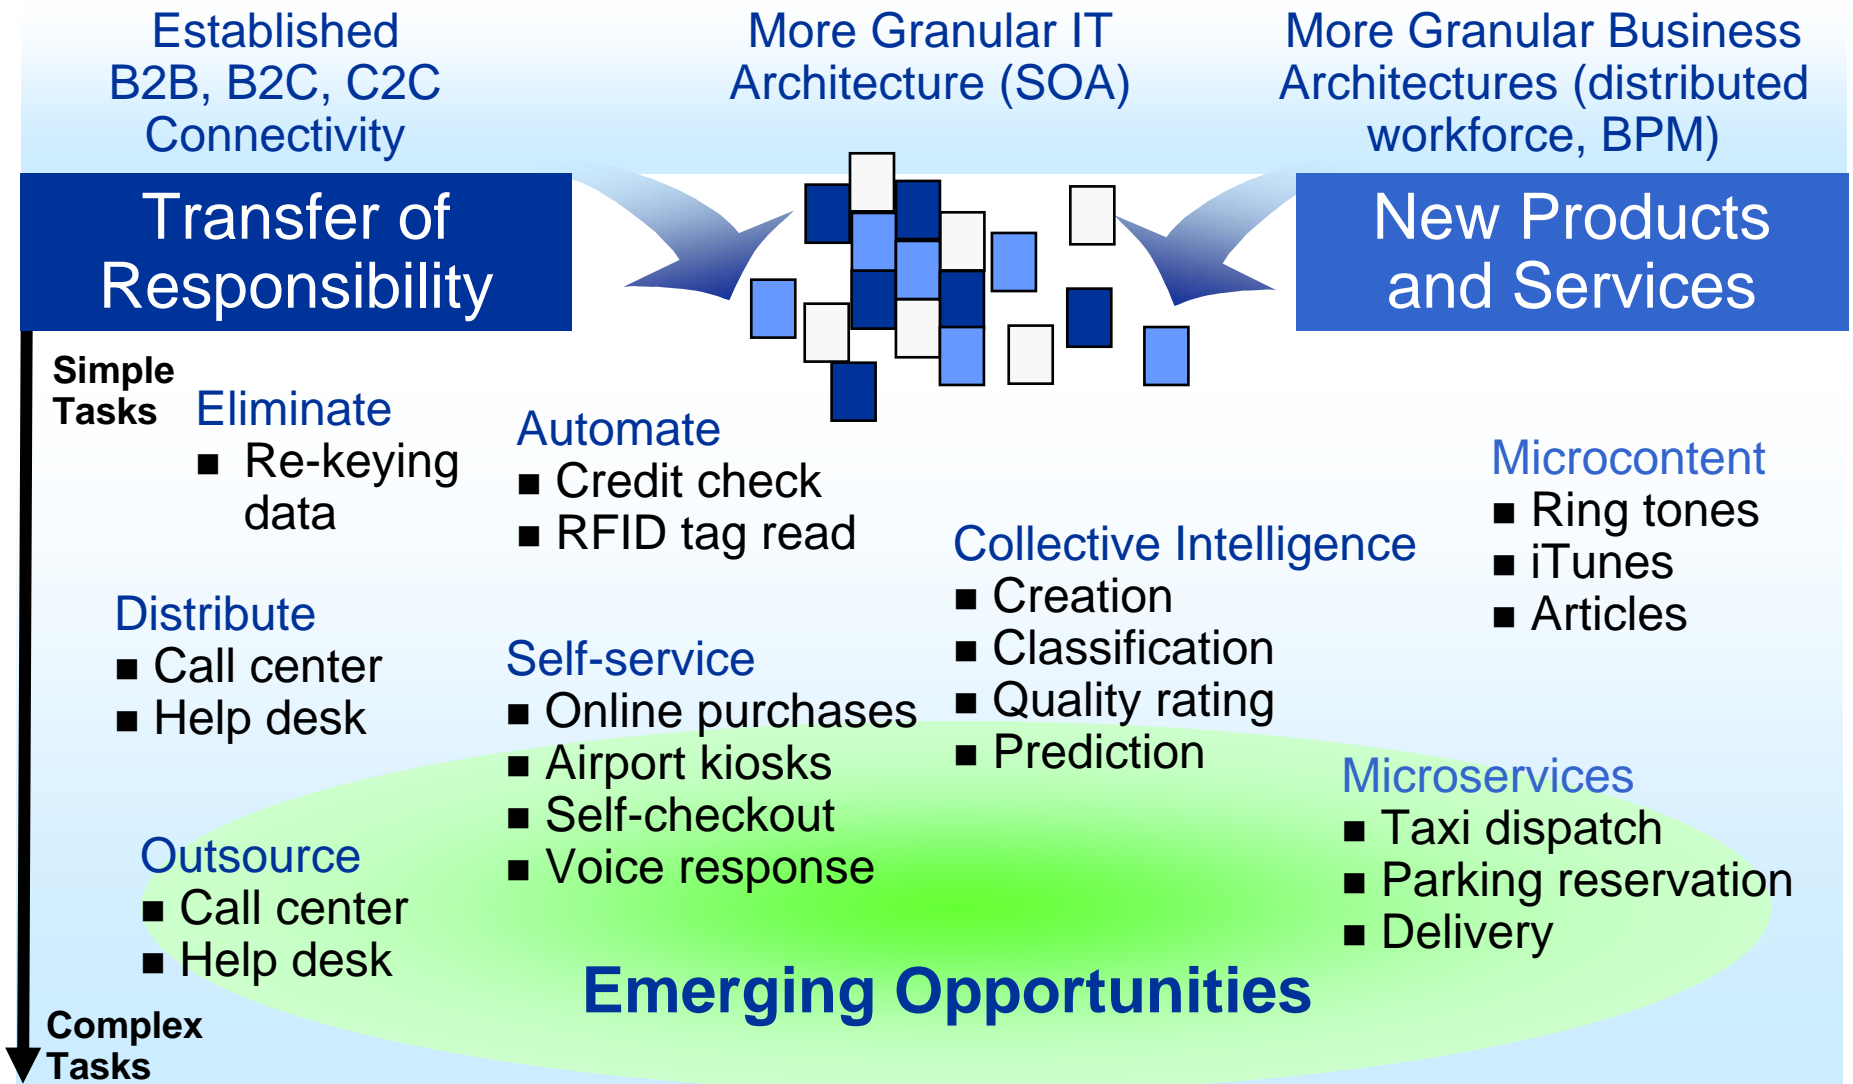 Established
B2B, B2C, C2C
Connectivity
More Granular IT
Architecture (SOA)
More Granular Business
Architectures (distributed
workforce, BPM)
Transfer of
Responsibility
New Products
and Services
Simple
Tasks
Eliminate
■ Re-keying
data
Automate
■ Credit check
■ RFID tag read
Microcontent
■ Ring tones
■ iTunes
■ Articles
Collective Intelligence
■ Creation
■ Classification
■ Quality rating
■ Prediction
Distribute
■ Call center
■ Help desk
Self-service
■ Online purchases
■ Airport kiosks
■ Self-checkout
■ Voice response
Microservices
■ Taxi dispatch
■ Parking reservation
■ Delivery
Outsource
■ Call center
■ Help desk
Emerging Opportunities
Complex
Tasks